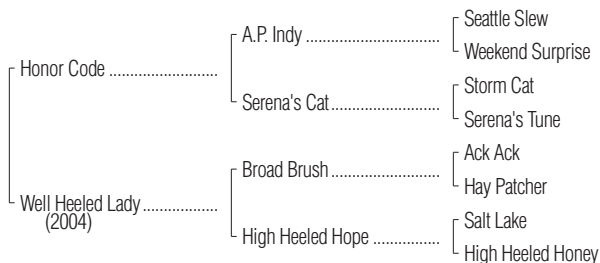 Seattle Slew
A.P. Indy ................................
Weekend Surprise
Honor Code ..........................
Storm Cat
Serena's Cat..........................
Serena's Tune
Ack Ack
Broad Brush..........................
Hay Patcher
Well Heeled Lady ..................
(2004)
Salt Lake
High Heeled Hope ................
High Heeled Honey